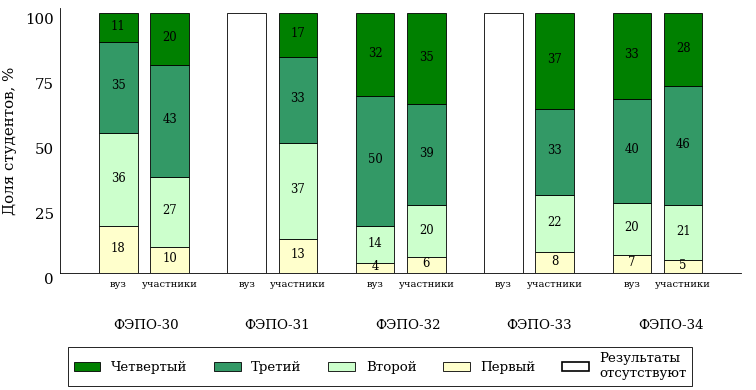 Доля студентов, %
100
75
50
25
0
11 20 17 32 35 37 33 28
35 43 33 50 39 33 40 46
36 27 37 14 20 22 20 21
18 10 13 4 6 8 7 5
вуз участники вуз участники вуз участники вуз участники вуз участники
ФЭПО-30 ФЭПО-31 ФЭПО-32 ФЭПО-33 ФЭПО-34
Четвертый Третий Второй Первый Результаты
отсутствуют